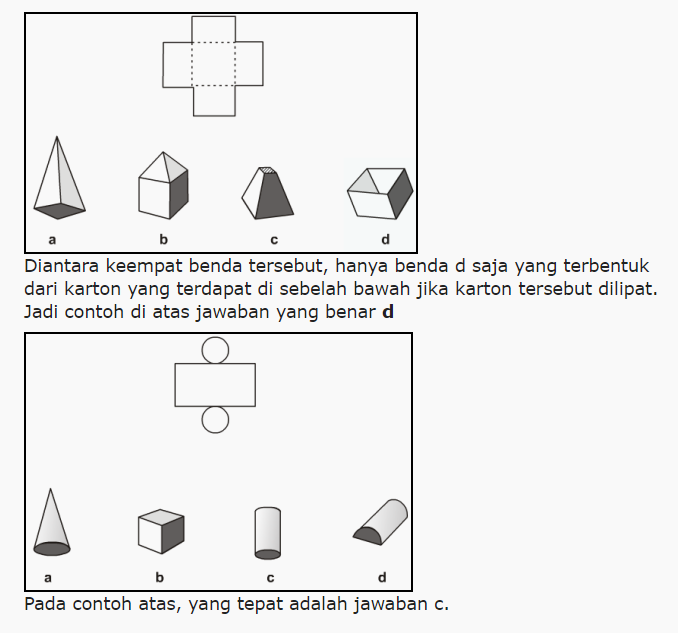 a b c d
Diantara keempat benda tersebut, hanya benda d saja yang terbentuk
dari karton yang terdapat di sebelah bawah jika karton tersebut dilipat.
Jadi contoh di atas jawaban yang benar d
a b c d
Pada contoh atas, yang tepat adalah jawaban c.